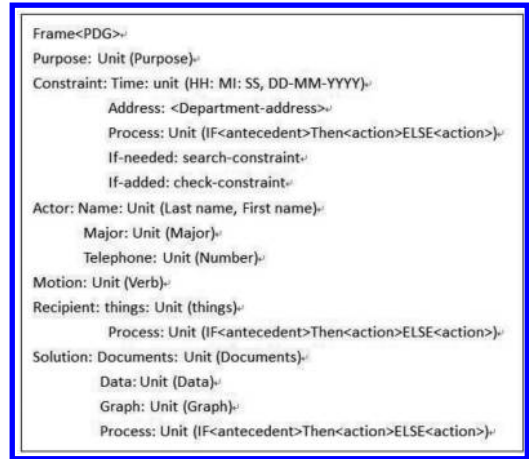 Frame<PDG>↵
Purpose: Unit (Purpose)↵
Constraint: Time: unit (HH: MI: SS, DD-MM-YYYY)↵
Address: <Department-address>↵
Process: Unit (IF<antecedent>Then<action>ELSE<action>)↵
If-needed: search-constraint↵
If-added: check-constraint↵
Actor: Name: Unit (Last name, First name)↵
Major: Unit (Major)↵
Telephone: Unit (Number)↵
Motion: Unit (Verb)↵
Recipient: things: Unit (things)↵
Process: Unit (IF<antecedent>Then<action>ELSE<action>)↵
Solution: Documents: Unit (Documents)↵
Data: Unit (Data)↵
Graph: Unit (Graph)↵
Process: Unit (IF<antecedent>Then<action>ELSE<action>)↵